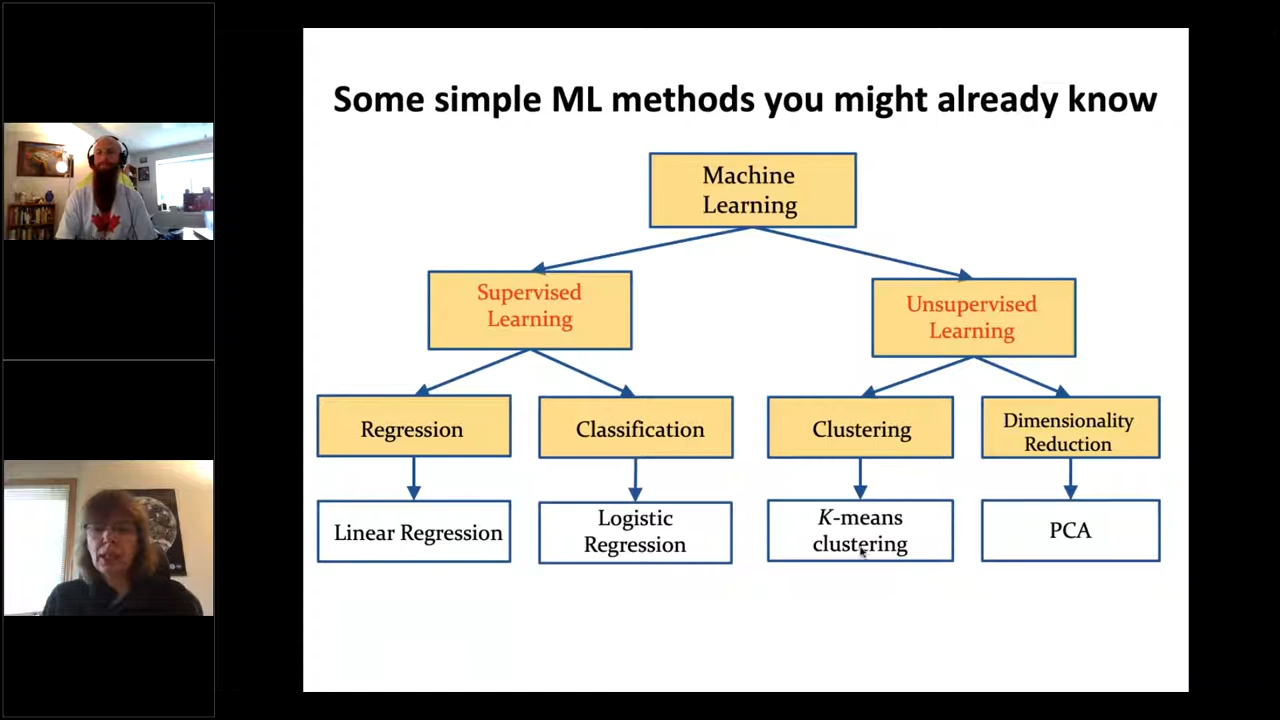 Some simple ML methods you might already know
Machine
Learning
Supervised
Learning
Unsupervised
Learning
Regression
Classification
Clustering
Dimensionality
Reduction
Linear Regression
Logistic
Regression
K-means
clustering
PCA